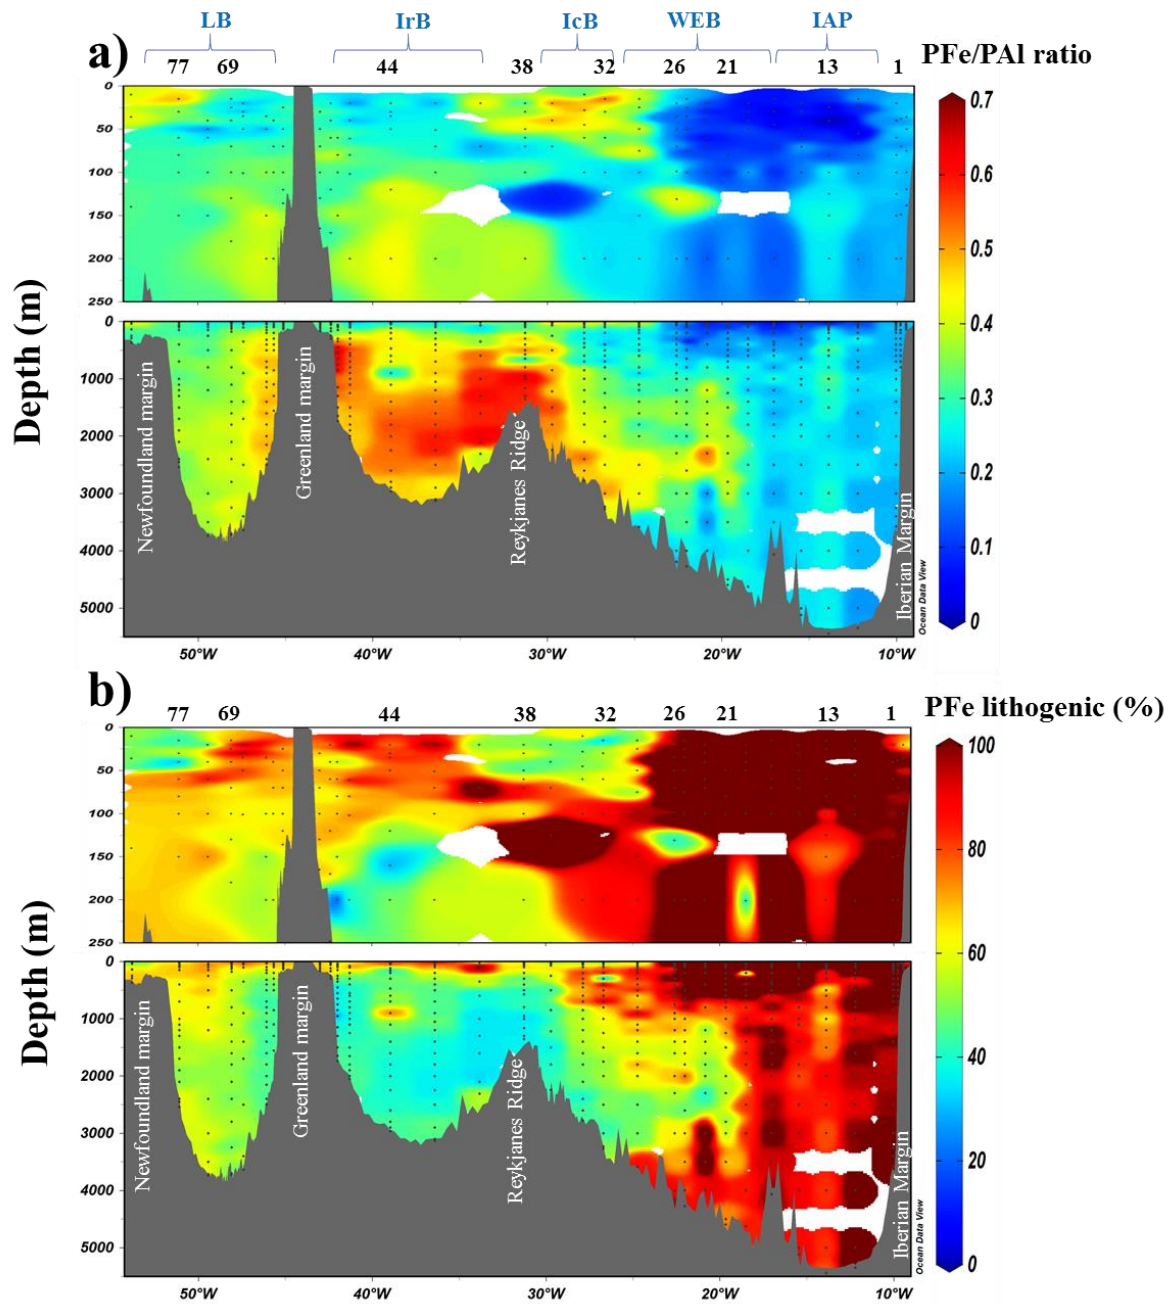 LB IrB IcB WEB IAP
a) PFe/PAl ratio
77 69 44 38 32 26 21 13 1
0
50
100
150
200
250
0
1000
2000
3000
4000
5000
Depth (m)
Newfoundland margin
Greenland margin
Reykjanes Ridge
Iberian Margin
Ocean Data View
50°W 40°W 30°W 20°W 10°W
0.7
0.6
0.5
0.4
0.3
0.2
0.1
0
b) PFe lithogenic (%)
77 69 44 38 32 26 21 13 1
0
50
100
150
200
250
0
1000
2000
3000
4000
5000
Depth (m)
Newfoundland margin
Greenland margin
Reykjanes Ridge
Iberian Margin
Ocean Data View
50°W 40°W 30°W 20°W 10°W
100
80
60
40
20
0